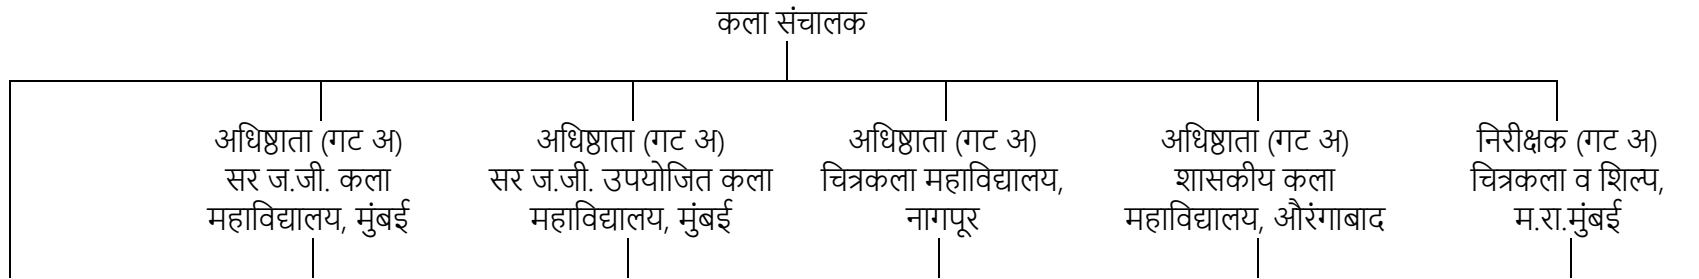 कला संचालक
अधिष्ठाता (गट अ)
सर ज.जी. कला
महाविद्यालय, मुंबई
अधिष्ठाता (गट अ)
सर ज.जी. उपयोजित कला
महाविद्यालय, मुंबई
अधिष्ठाता (गट अ)
चित्रकला महाविद्यालय,
नागपूर
अधिष्ठाता (गट अ)
शासकीय कला
महाविद्यालय, औरंगाबाद
निरीक्षक (गट अ)
चित्रकला व शिल्प,
म.रा.मुंबई